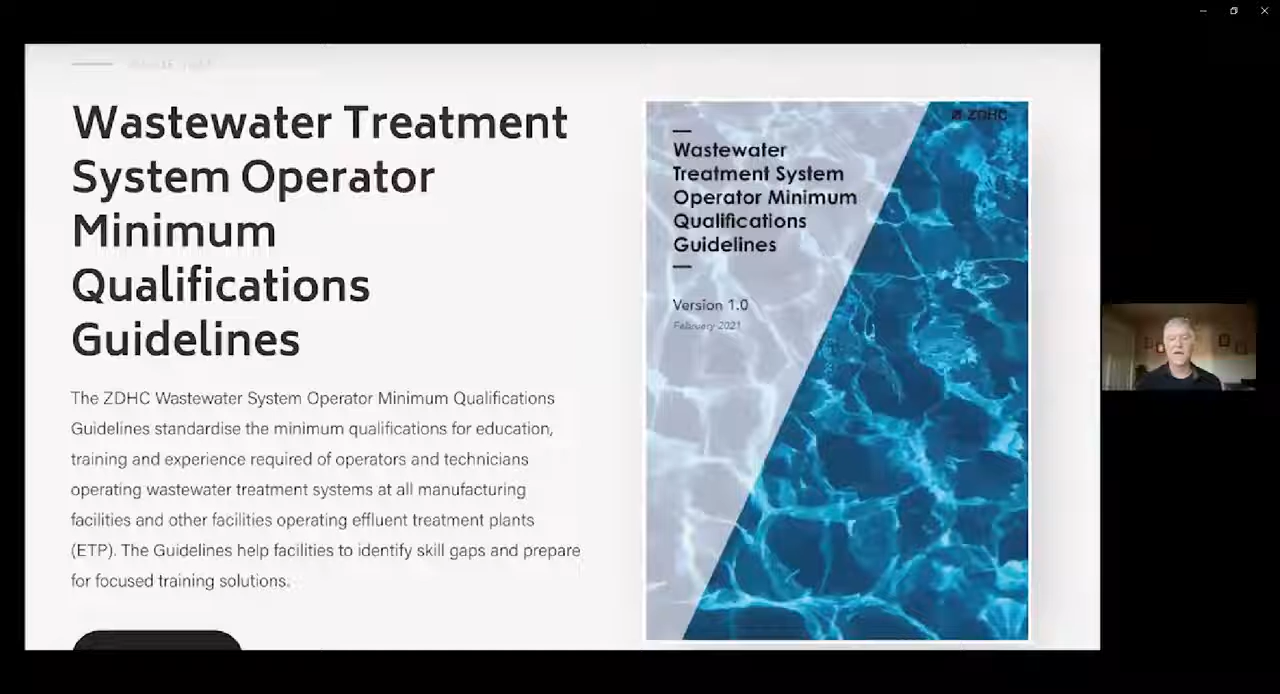 Wastewater Treatment
System Operator
Minimum
Qualifications
Guidelines
The ZDHC Wastewater System Operator Minimum Qualifications
Guidelines standardise the minimum qualifications for education,
training and experience required of operators and technicians
operating wastewater treatment systems at all manufacturing
facilities and other facilities operating effluent treatment plants
(ETP). The Guidelines help facilities to identify skill gaps and prepare
for focused training solutions.
ZDHC
Wastewater
Treatment System
Operator Minimum
Qualifications
Guidelines
Version 1.0
February 2021